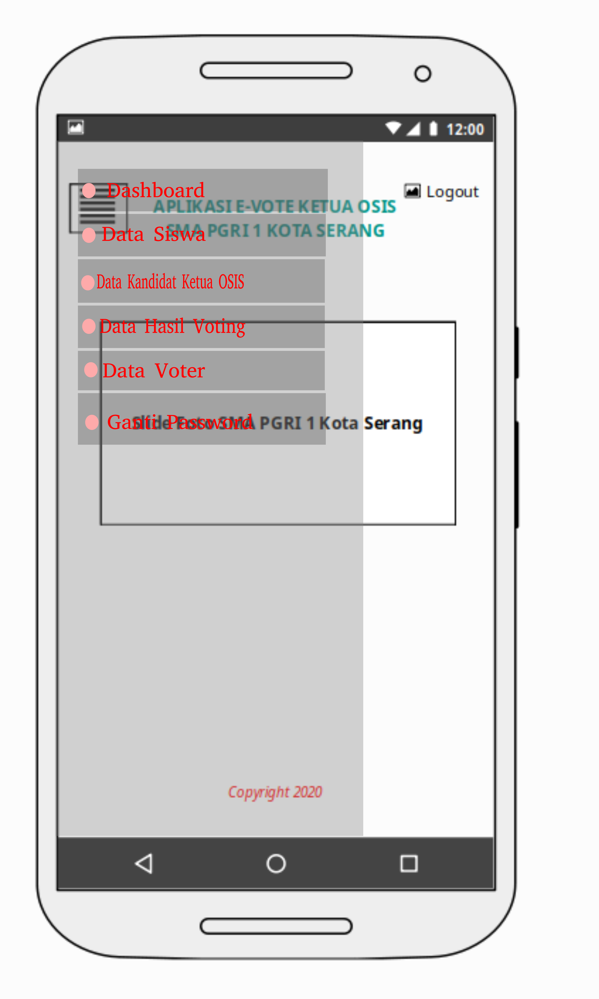 12:00
Dashboard
Logout
APLIKASI E-VOTE KETUA OSIS
SMA PGRI 1 KOTA SERANG
Data Siswa
Data Kandidat Ketua OSIS
Data Hasil Voting
Data Voter
Ganti Password
Slide Foto SMA PGRI 1 Kota Serang
Copyright 2020